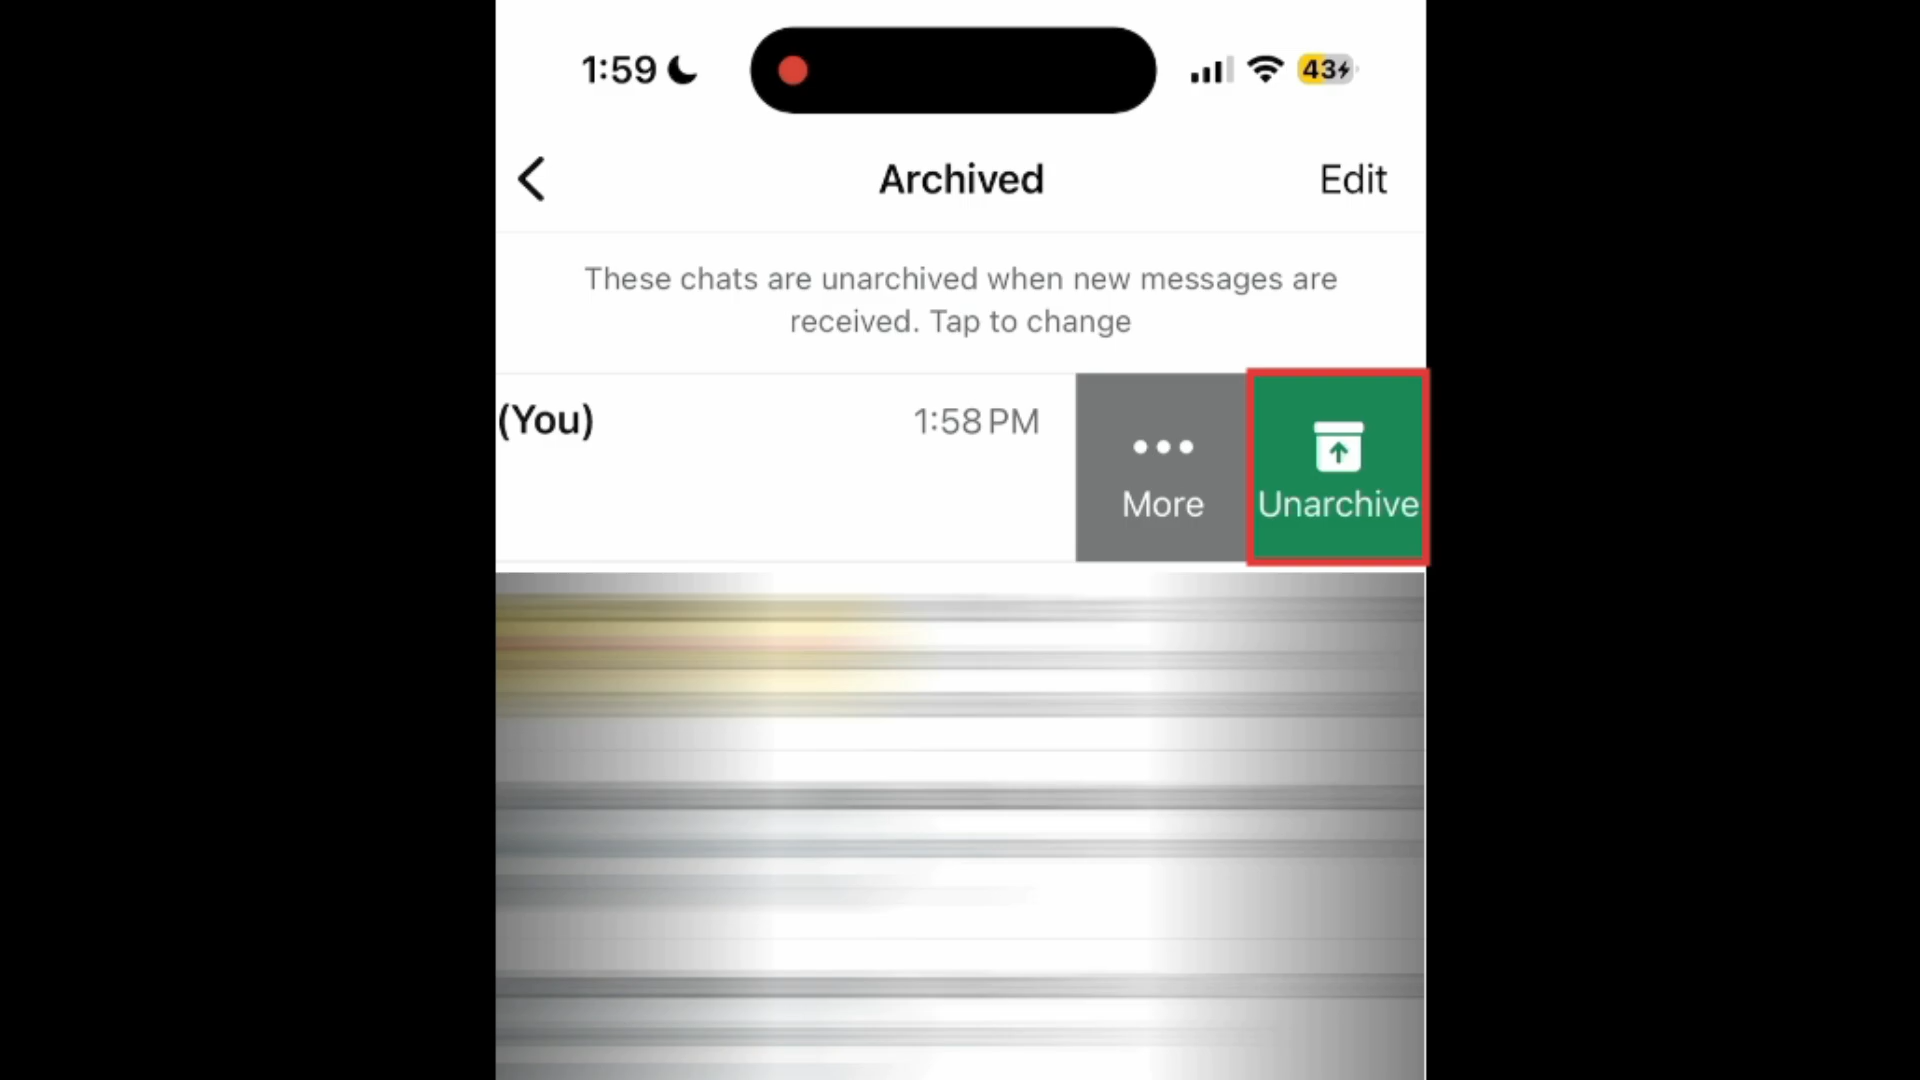 1:59
43
Archived
Edit
These chats are unarchived when new messages are
received. Tap to change
(You)
1:58 PM
More
Unarchive